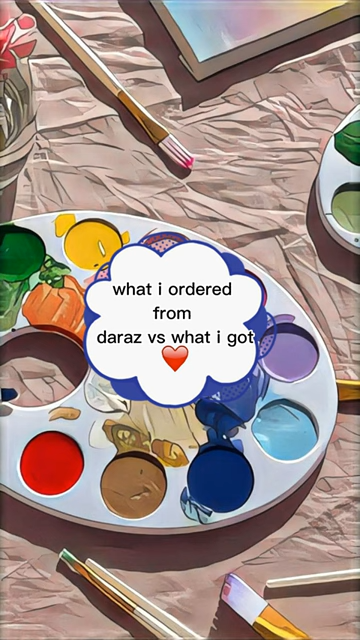 what i ordered
from
daraz vs what i got
❤️